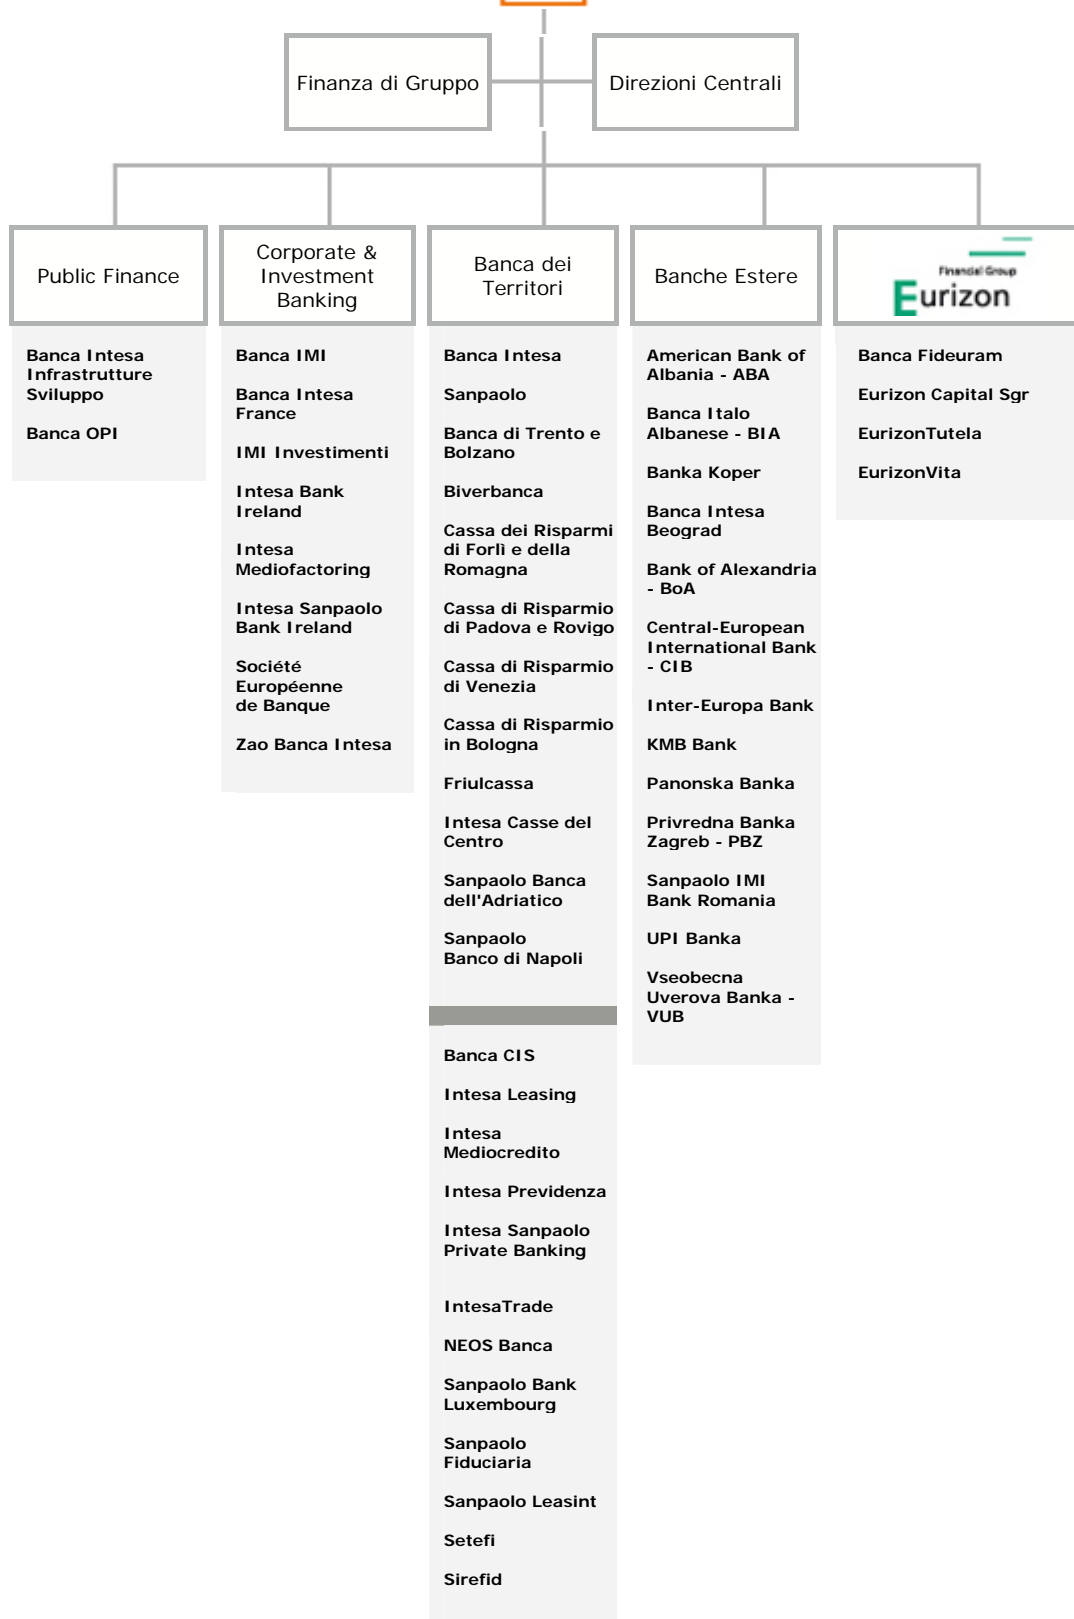 Finanza di Gruppo
Direzioni Centrali
Public Finance
Corporate &
Investment
Banking
Banca dei
Territori
Banche Estere
Financial Group
Eurizon
Banca Intesa
Infrastrutture
Sviluppo
Banca OPI
Banca IMI
Banca Intesa
France
IMI Investimenti
Intesa Bank
Ireland
Intesa
Mediofactoring
Intesa Sanpaolo
Bank Ireland
Société
Européenne
de Banque
Zao Banca Intesa
Banca Intesa
Sanpaolo
Banca di Trento e
Bolzano
Biverbanca
Cassa dei Risparmi
di Forlì e della
Romagna
Cassa di Risparmio
di Padova e Rovigo
Cassa di Risparmio
di Venezia
Cassa di Risparmio
in Bologna
Friulcassa
Intesa Casse del
Centro
Sanpaolo Banca
dell'Adriatico
Sanpaolo
Banco di Napoli
Banca CIS
Intesa Leasing
Intesa
Mediocredito
Intesa Previdenza
Intesa Sanpaolo
Private Banking
IntesaTrade
NEOS Banca
Sanpaolo Bank
Luxembourg
Sanpaolo
Fiduciaria
Sanpaolo Leasint
Setefi
Sirefid
American Bank of
Albania - ABA
Banca Italo
Albanese - BIA
Banka Koper
Banca Intesa
Beograd
Bank of Alexandria
- BoA
Central-European
International Bank
- CIB
Inter-Europa Bank
KMB Bank
Panonska Banka
Privredna Banka
Zagreb - PBZ
Sanpaolo IMI
Bank Romania
UPI Banka
Vseobecna
Uverova Banka -
VUB
Banca Fideuram
Eurizon Capital Sgr
EurizonTutela
EurizonVita